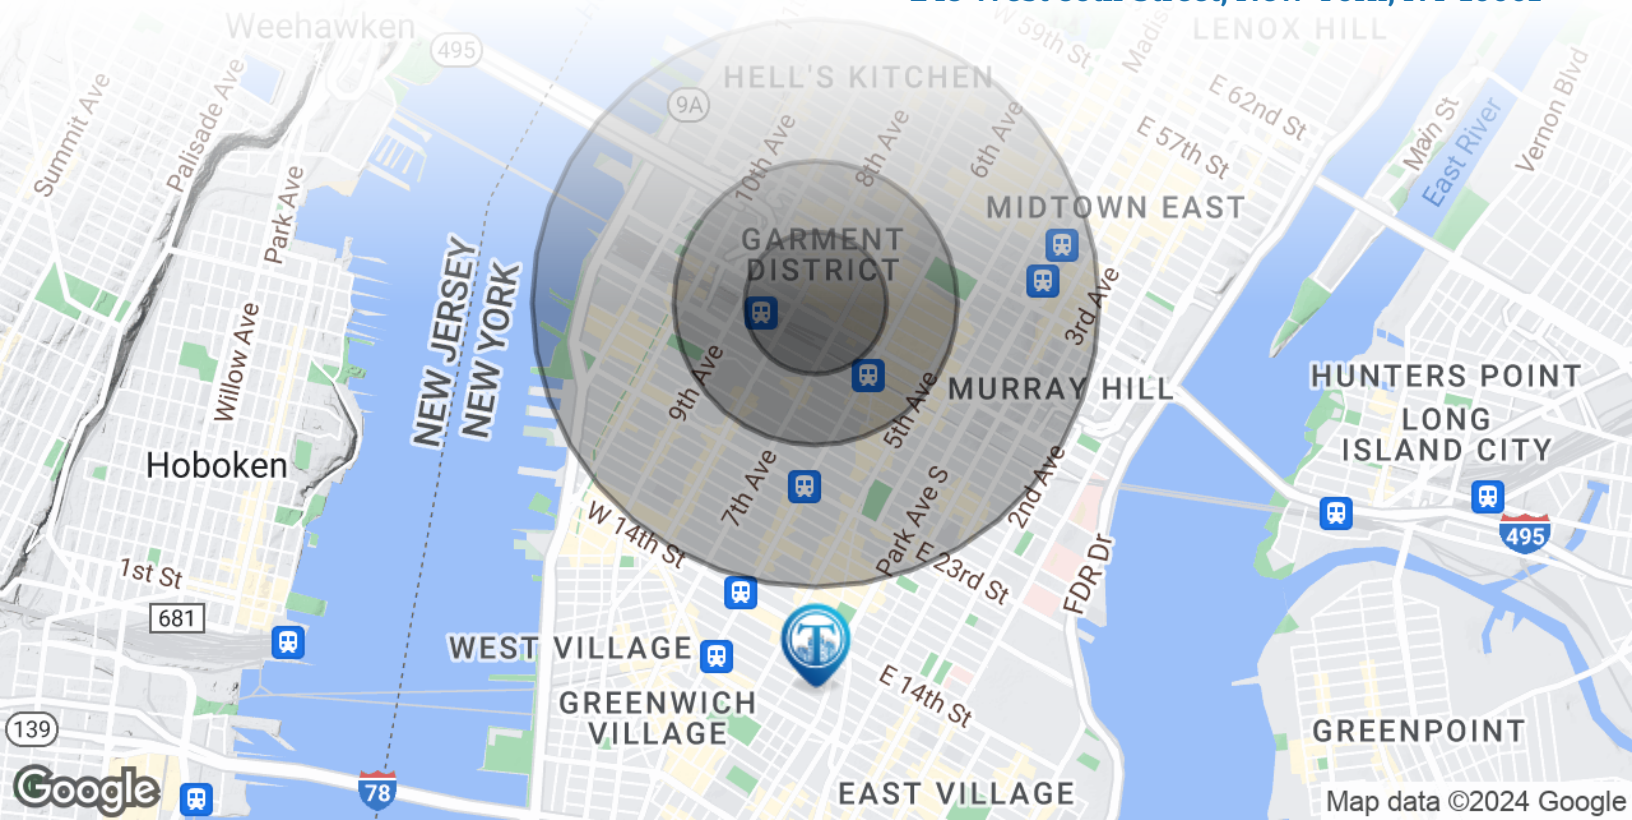 Weehawken
495
W 59th St
Madis
LENOX HILL
HELL'S KITCHEN
9A
Summit Ave
Palisade Ave
10th Ave
8th Ave
6th Ave
E 62nd St
E 57th St
Main St
East River
Vernon Blvd
Park Ave
MIDTOWN EAST
GARMENT
DISTRICT
NEW JERSEY
NEW YORK
3rd Ave
Willow Ave
9th Ave
5th Ave
MURRAY HILL
HUNTERS POINT
LONG
ISLAND CITY
Hoboken
7th Ave
2nd Ave
Park Ave S
W 14th St
E 23rd St
495
FDR Dr
1st St
681
WEST VILLAGE
T
GREENWICH
VILLAGE
E 14th St
139
GREENPOINT
78
EAST VILLAGE
Google
Map data ©2024 Google